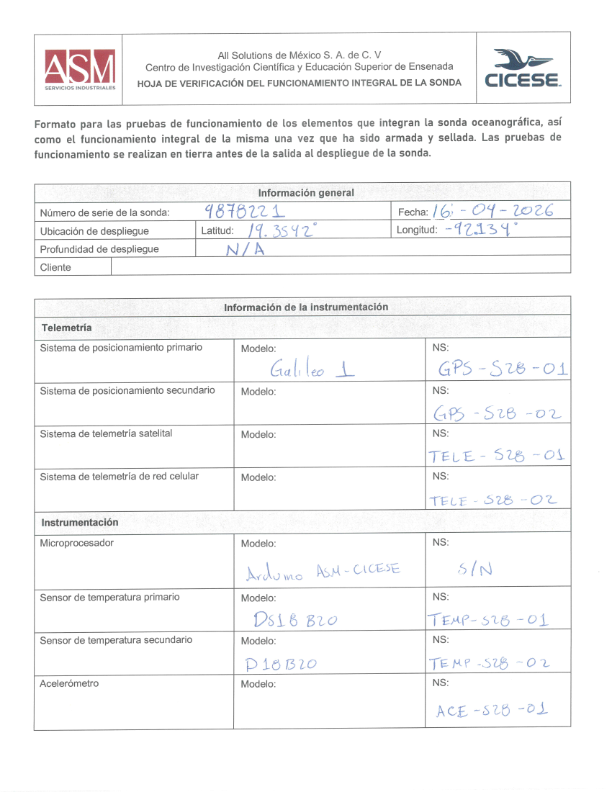 ASM
SERVICIOS INDUSTRIALES
All Solutions de México S. A. de C. V
Centro de Investigación Científica y Educación Superior de Ensenada
HOJA DE VERIFICACIÓN DEL FUNCIONAMIENTO INTEGRAL DE LA SONDA
CICESE
Formato para las pruebas de funcionamiento de los elementos que integran la sonda oceanográfica, así
como el funcionamiento integral de la misma una vez que ha sido armada y sellada. Las pruebas de
funcionamiento se realizan en tierra antes de la salida al despliegue de la sonda.
Información general
Número de serie de la sonda: 9878221 Fecha: 16 - 04 - 2026
Ubicación de despliegue Latitud: 19.3542° Longitud: -92.134°
Profundidad de despliegue N/A
Cliente
Información de la instrumentación
Telemetría
Sistema de posicionamiento primario Modelo: NS:
Galileo 1 GPS - S28 - 01
Sistema de posicionamiento secundario Modelo: NS:
GPS - S28 - 02
Sistema de telemetría satelital Modelo: NS:
TELE - S28 - 01
Sistema de telemetría de red celular Modelo: NS:
TELE - S28 - 02
Instrumentación
Microprocesador Modelo: NS:
Arduino ASM-CICESE S/N
Sensor de temperatura primario Modelo: NS:
DS18B20 TEMP-S28-01
Sensor de temperatura secundario Modelo: NS:
D18B20 TEMP-S28-02
Acelerómetro Modelo: NS:
ACE-S28-01